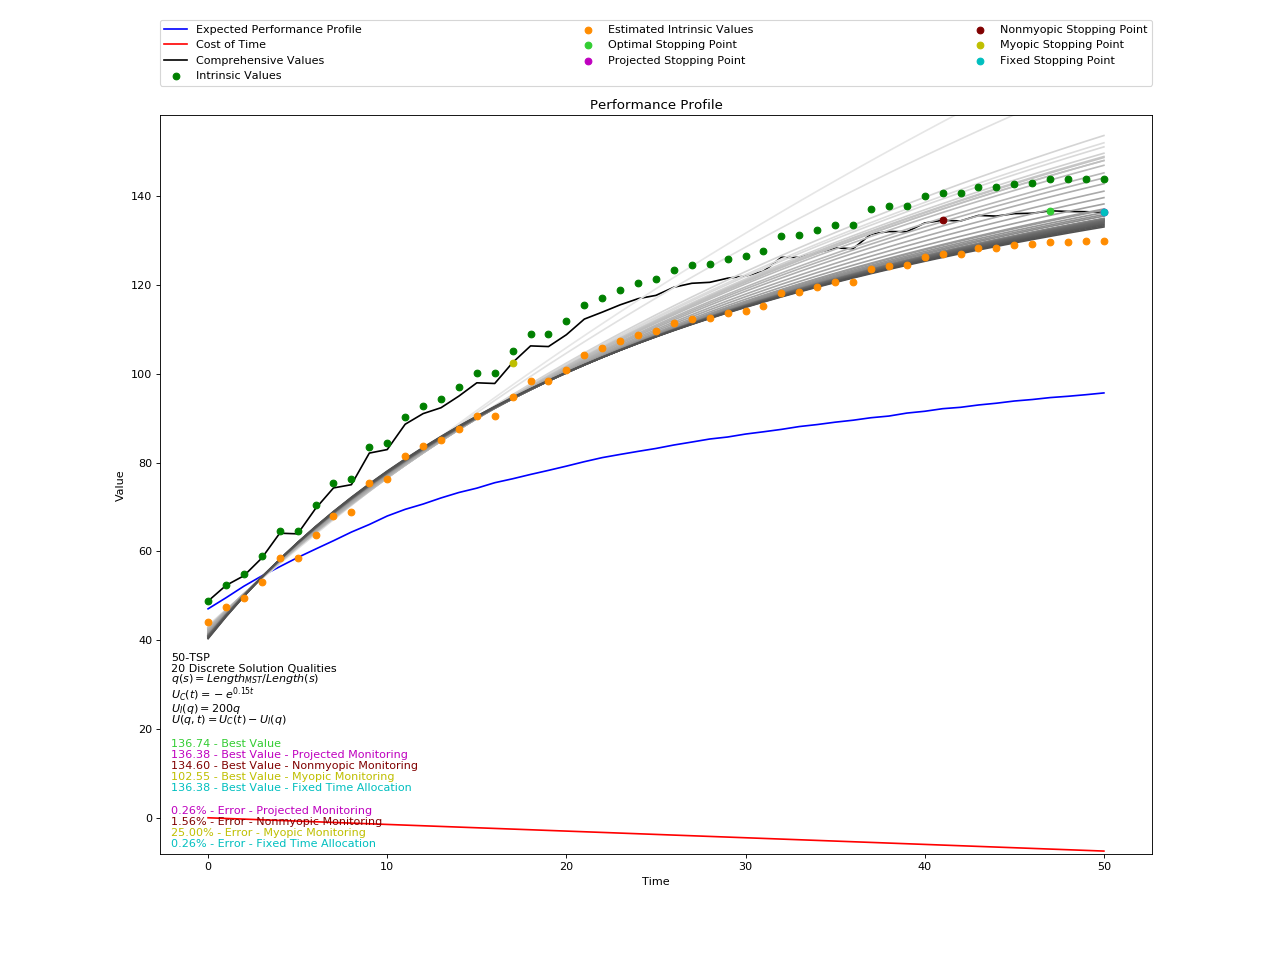 Expected Performance Profile
Cost of Time
Comprehensive Values
Intrinsic Values
Estimated Intrinsic Values
Optimal Stopping Point
Projected Stopping Point
Nonmyopic Stopping Point
Myopic Stopping Point
Fixed Stopping Point
Performance Profile
Value
140
120
100
80
60
40
20
0
50-TSP
20 Discrete Solution Qualities
q(s) = Length_{MST}/Length(s)
U_C(t) = −e^{0.15t}
U_I(q) = 200q
U(q, t) = U_C(t) − U_I(q)
136.74 - Best Value
136.38 - Best Value - Projected Monitoring
134.60 - Best Value - Nonmyopic Monitoring
102.55 - Best Value - Myopic Monitoring
136.38 - Best Value - Fixed Time Allocation
0.26% - Error - Projected Monitoring
1.56% - Error - Nonmyopic Monitoring
25.00% - Error - Myopic Monitoring
0.26% - Error - Fixed Time Allocation
0 10 20 30 40 50
Time